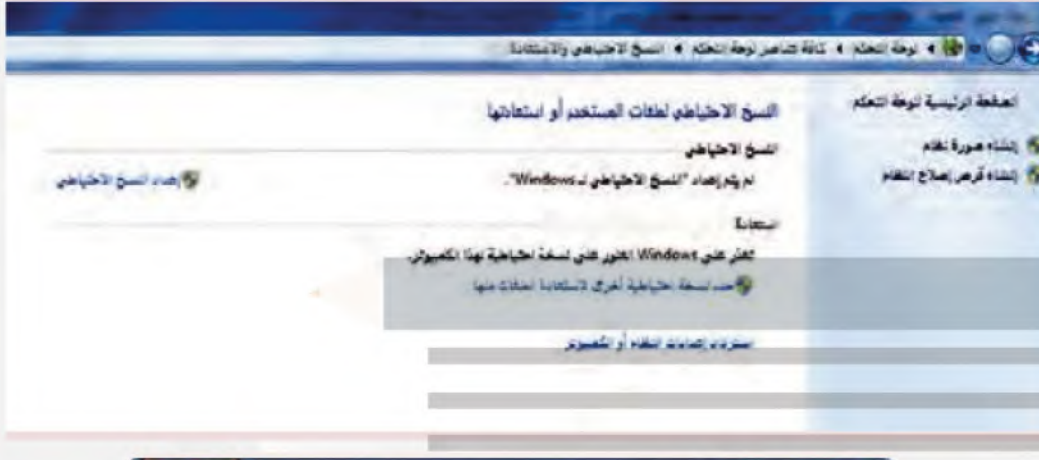 لوحة التحكم ◂ كافة عناصر لوحة التحكم ◂ النسخ الاحتياطي والاستعادة
الصفحة الرئيسية لوحة التحكم
إنشاء صورة نظام
إنشاء قرص إصلاح النظام
النسخ الاحتياطي لملفات المستخدم أو استعادتها
النسخ الاحتياطي
لم يتم إعداد "النسخ الاحتياطي لـ Windows".
إعداد النسخ الاحتياطي
استعادة
تعذر على Windows العثور على نسخة احتياطية لهذا الكمبيوتر.
حدد نسخة احتياطية أخرى لاستعادة الملفات منها
استرداد إعدادات النظام أو الكمبيوتر